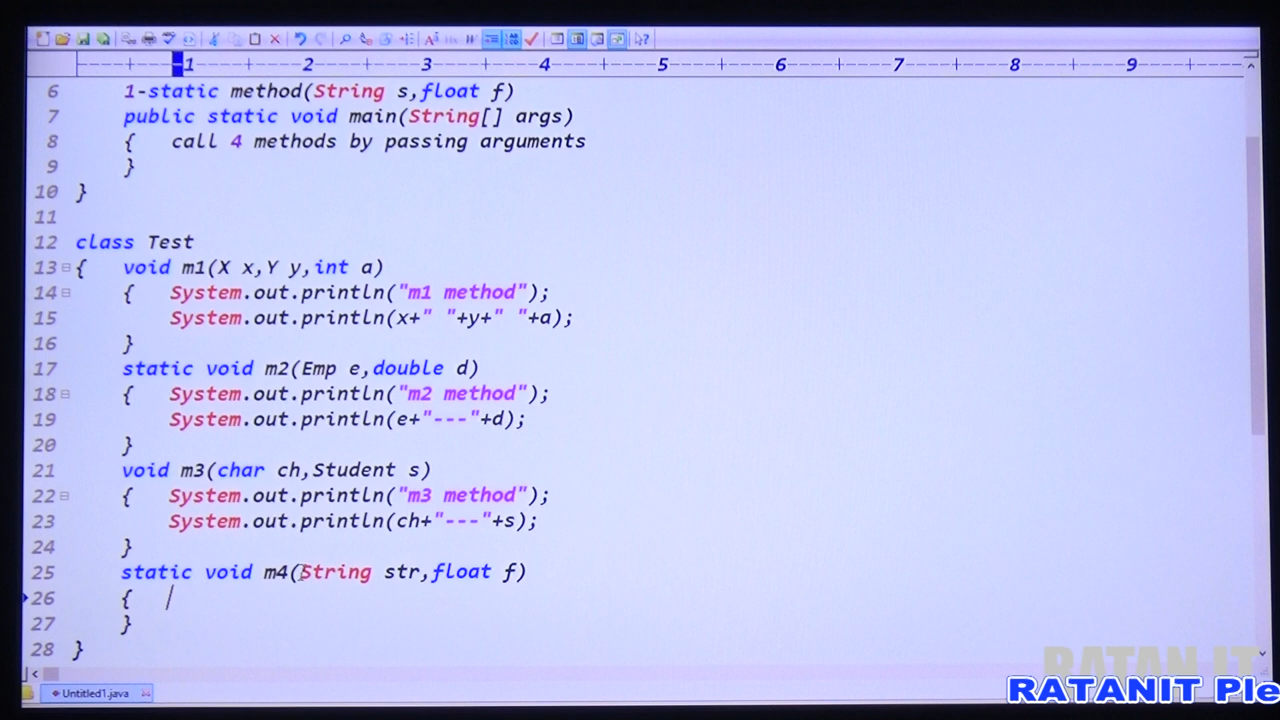 1 2 3 4 5 6 7 8 9
6 1-static method(String s,float f)
7 public static void main(String[] args)
8 { call 4 methods by passing arguments
9 }
10 }
11
12 class Test
13 { void m1(X x,Y y,int a)
14 { System.out.println("m1 method");
15 System.out.println(x+" "+y+" "+a);
16 }
17 static void m2(Emp e,double d)
18 { System.out.println("m2 method");
19 System.out.println(e+"---"+d);
20 }
21 void m3(char ch,Student s)
22 { System.out.println("m3 method");
23 System.out.println(ch+"---"+s);
24 }
25 static void m4(String str,float f)
26 {
27 }
28 }
Untitled1.java
RATAN IT
RATANIT Ple